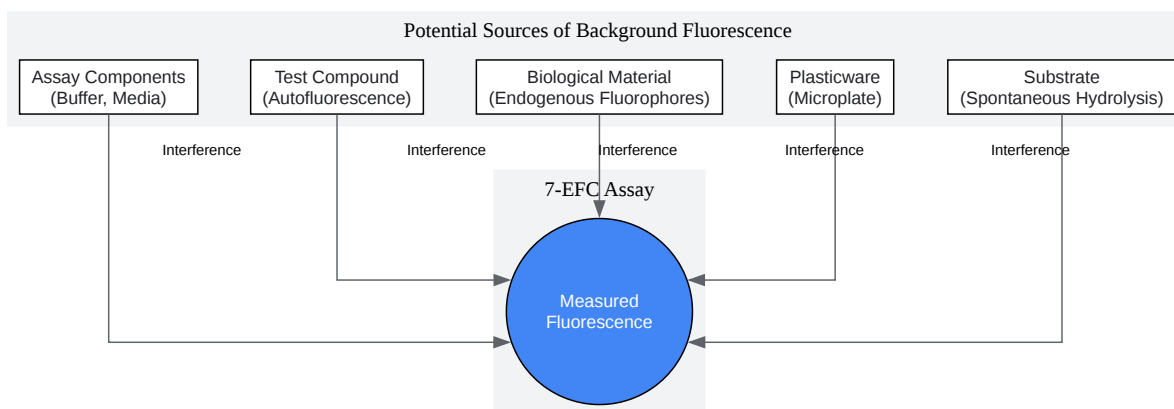 Potential Sources of Background Fluorescence
Assay Components
(Buffer, Media)
Test Compound
(Autofluorescence)
Biological Material
(Endogenous Fluorophores)
Plasticware
(Microplate)
Substrate
(Spontaneous Hydrolysis)
Interference
Interference
Interference
Interference
Interference
7-EFC Assay
Measured
Fluorescence